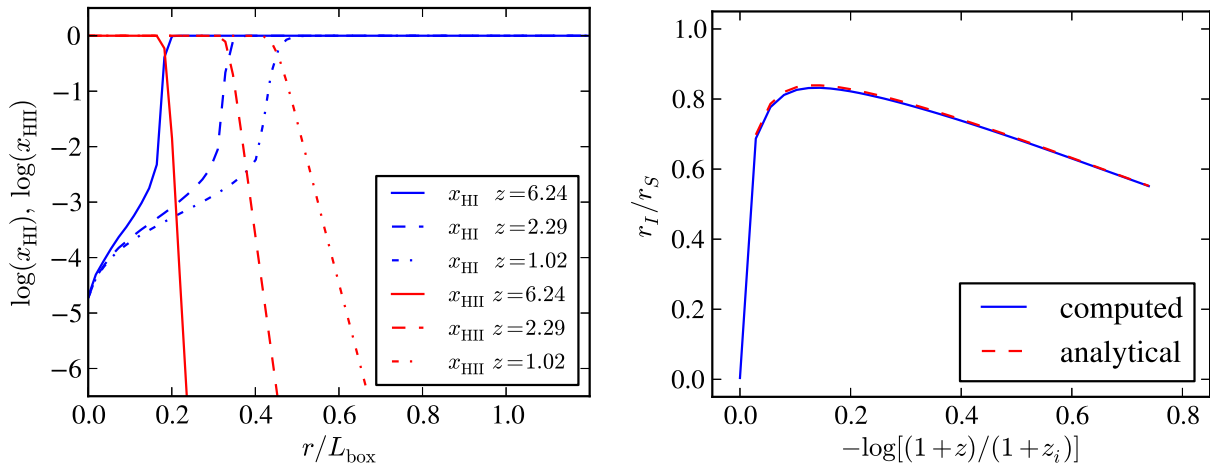 0
−1
−2
−3
−4
−5
−6
log(x_HI), log(x_HII)
x_HI z=6.24
x_HI z=2.29
x_HI z=1.02
x_HII z=6.24
x_HII z=2.29
x_HII z=1.02
0.0 0.2 0.4 0.6 0.8 1.0
r/L_box
1.0
0.8
0.6
0.4
0.2
0.0
r_I/r_S
computed
analytical
0.0 0.2 0.4 0.6 0.8
−log[(1+z)/(1+z_i)]